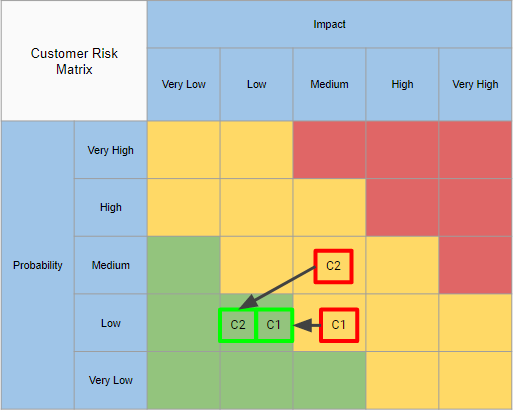 Customer Risk
Matrix
Impact
Very Low
Low
Medium
High
Very High
Probability
Very High
High
Medium
C2
Low
C2
C1
C1
Very Low